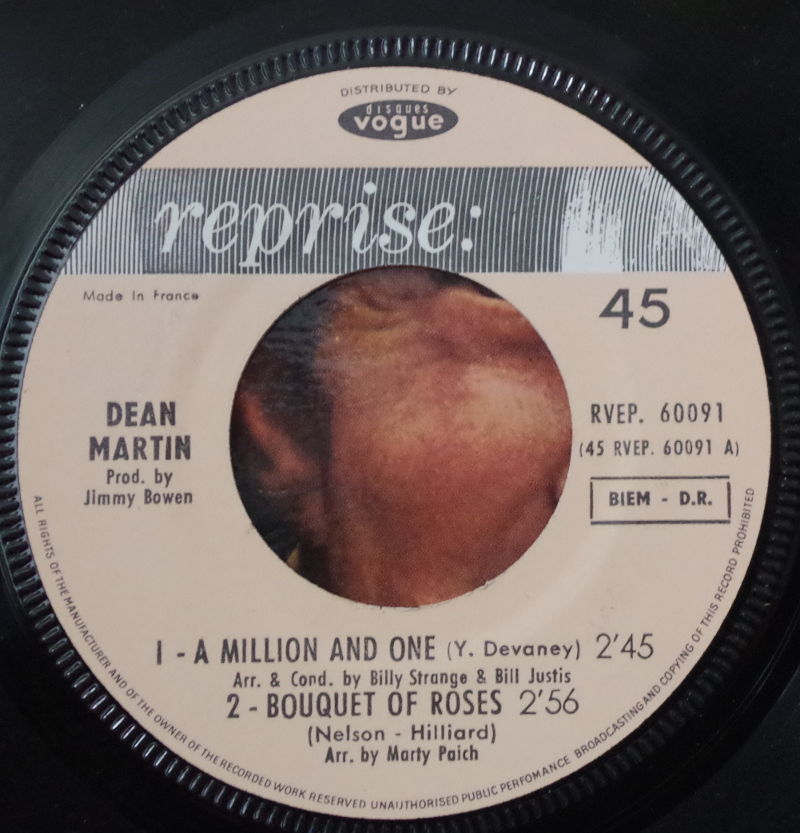 DISTRIBUTED BY
disques
vogue
reprise:
Made in France
45
DEAN
MARTIN
Prod. by
Jimmy Bowen
RVEP. 60091
(45 RVEP. 60091 A)
BIEM - D.R.
1 - A MILLION AND ONE (Y. Devaney) 2'45
Arr. & Cond. by Billy Strange & Bill Justis
2 - BOUQUET OF ROSES 2'56
(Nelson - Hilliard)
Arr. by Marty Paich
ALL RIGHTS OF THE MANUFACTURER AND OF THE OWNER OF THE RECORDED WORK RESERVED UNAUTHORISED PUBLIC PERFOMANCE BROADCASTING AND COPYING OF THIS RECORD PROHIBITED